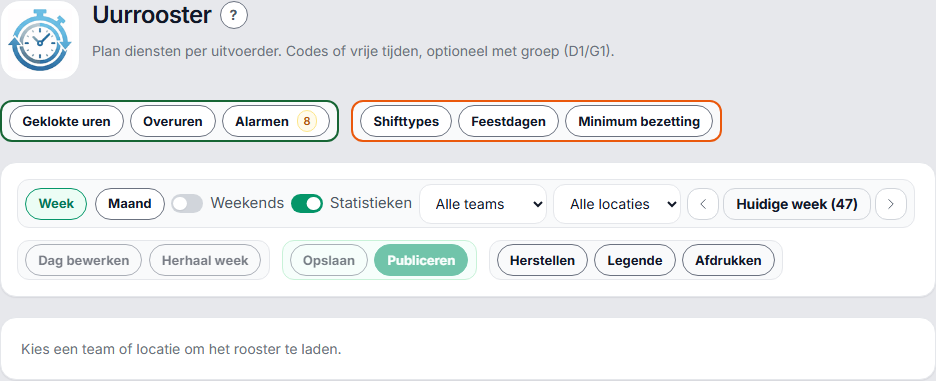 Uurrooster ?
Plan diensten per uitvoerder. Codes of vrije tijden, optioneel met groep (D1/G1).
Geklokte uren Overuren Alarmen 8 Shifttypes Feestdagen Minimum bezetting
Week Maand Weekends Statistieken Alle teams Alle locaties Huidige week (47)
Dag bewerken Herhaal week Opslaan Publiceren Herstellen Legende Afdrukken
Kies een team of locatie om het rooster te laden.